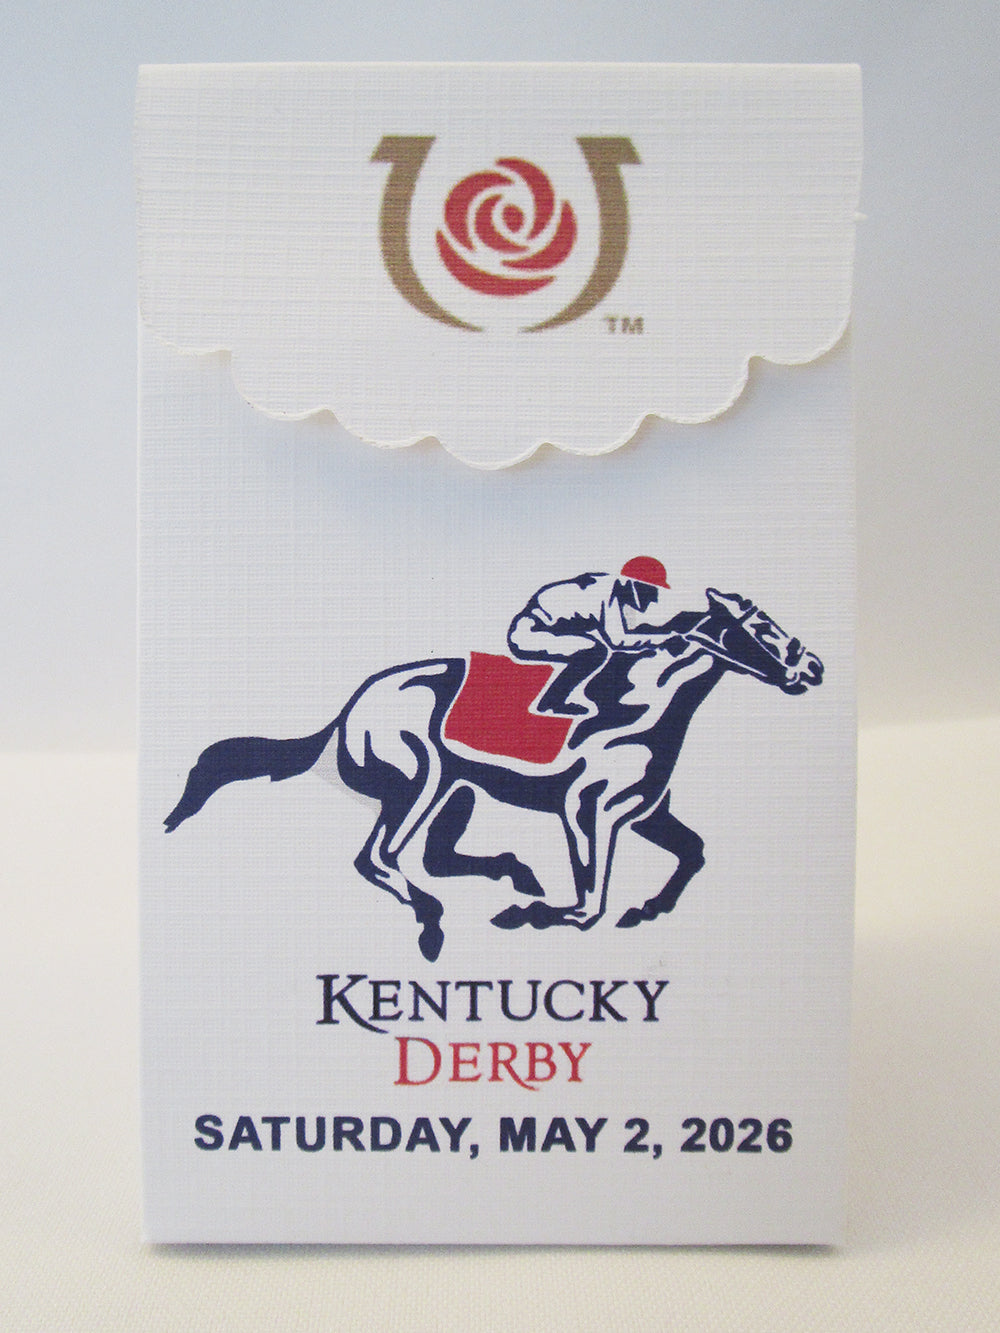 TM
KENTUCKY
DERBY
SATURDAY, MAY 2, 2026